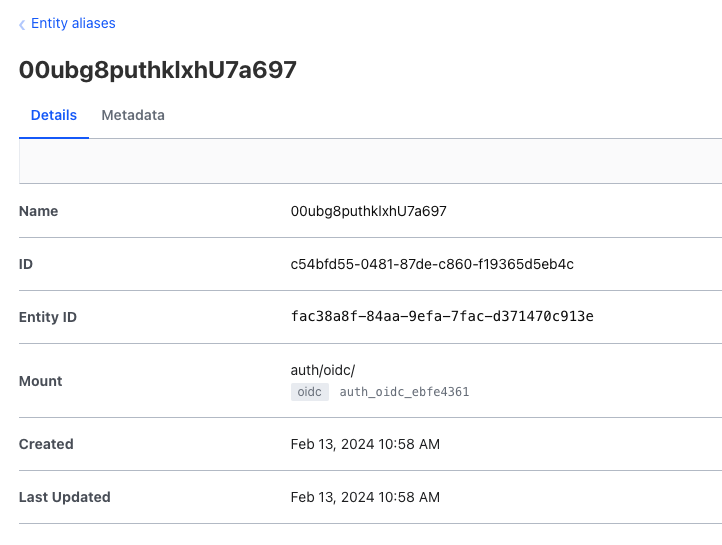 Entity aliases
00ubg8puthklxhU7a697
Details Metadata
Name 00ubg8puthklxhU7a697
ID c54bfd55-0481-87de-c860-f19365d5eb4c
Entity ID fac38a8f-84aa-9efa-7fac-d371470c913e
Mount auth/oidc/
oidc auth_oidc_ebfe4361
Created Feb 13, 2024 10:58 AM
Last Updated Feb 13, 2024 10:58 AM